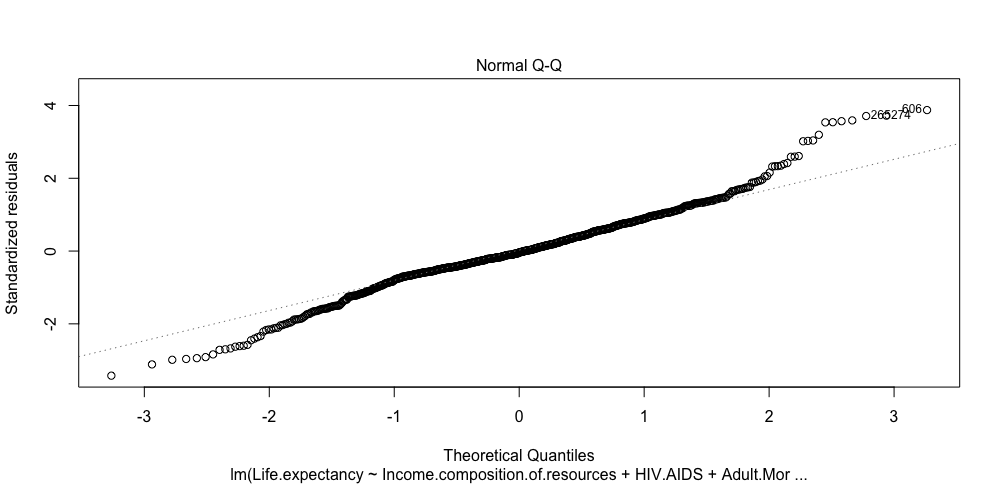 Normal Q-Q
Standardized residuals
4
2
0
-2
606
265274
-3 -2 -1 0 1 2 3
Theoretical Quantiles
lm(Life.expectancy ~ Income.composition.of.resources + HIV.AIDS + Adult.Mor ...